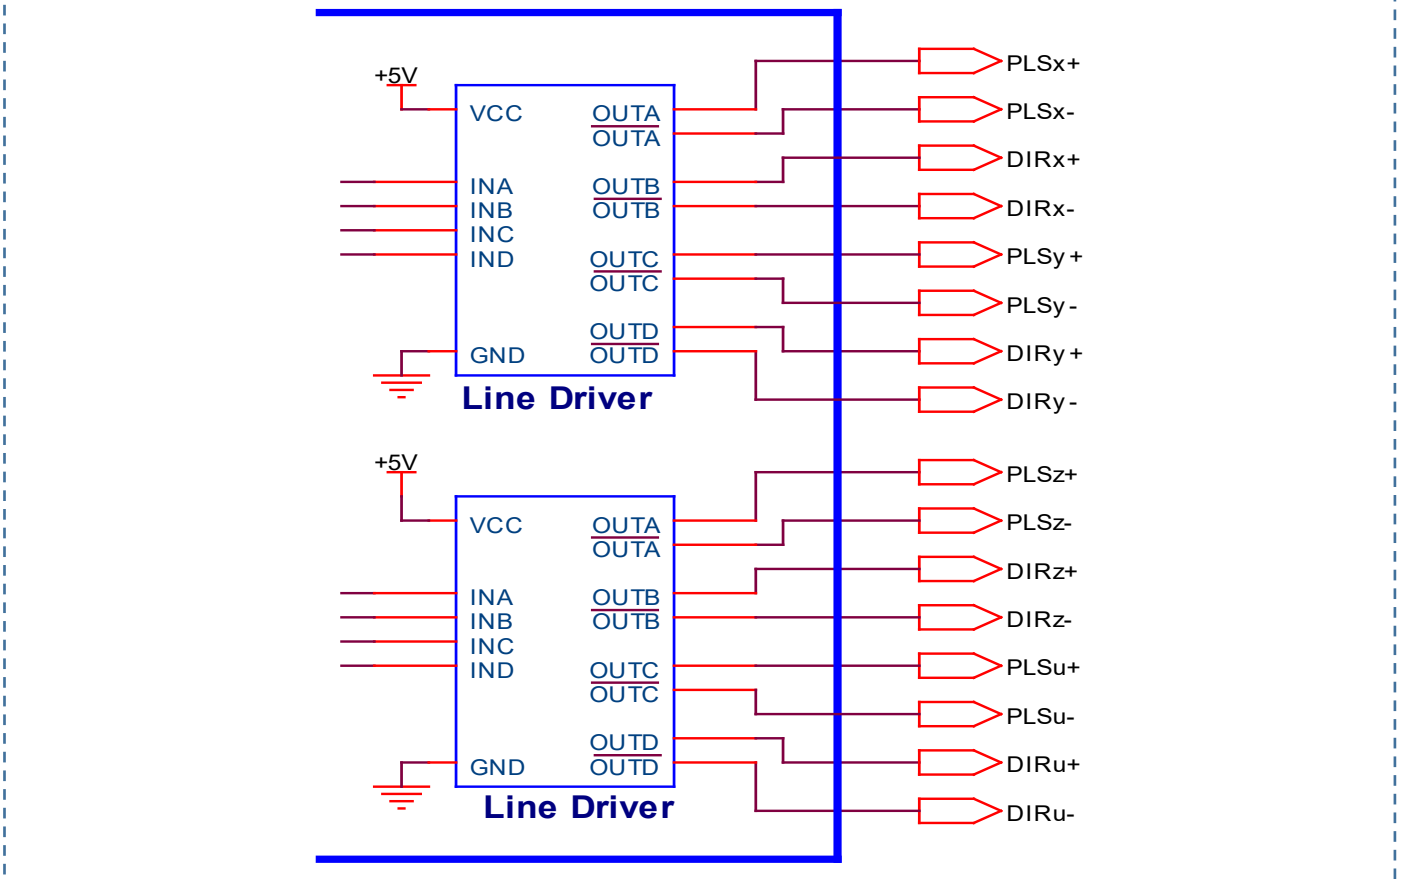 +5V
VCC
INA
INB
INC
IND
GND
OUTA
OUTA
OUTB
OUTB
OUTC
OUTC
OUTD
OUTD
Line Driver
PLSx+
PLSx-
DIRx+
DIRx-
PLSy+
PLSy-
DIRy+
DIRy-
+5V
VCC
INA
INB
INC
IND
GND
OUTA
OUTA
OUTB
OUTB
OUTC
OUTC
OUTD
OUTD
Line Driver
PLSz+
PLSz-
DIRz+
DIRz-
PLSu+
PLSu-
DIRu+
DIRu-